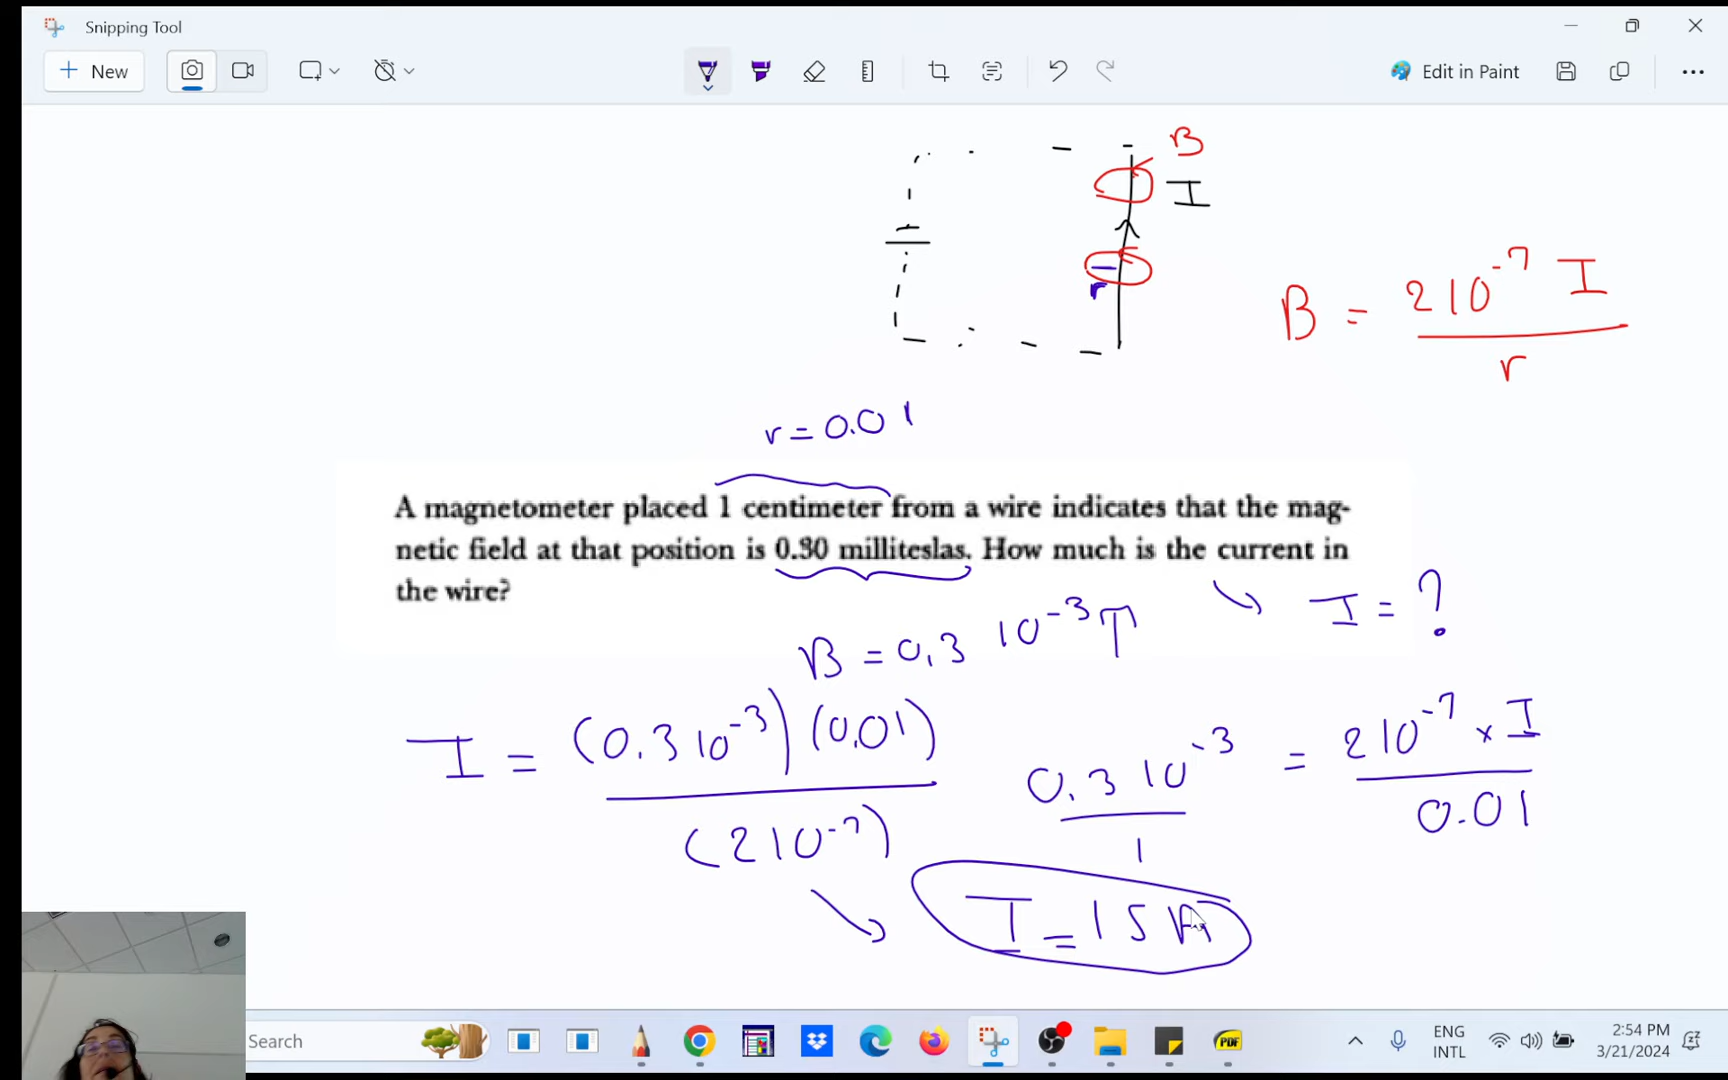 Snipping Tool
New
Edit in Paint
B
I
r
B = 2 10⁻⁷ I / r
r = 0.01
A magnetometer placed 1 centimeter from a wire indicates that the mag-
netic field at that position is 0.30 milliteslas. How much is the current in
the wire?
I = ?
B = 0,3 10⁻³ T
I = (0.3 10⁻³) (0,01) / (2 10⁻⁷)
0.3 10⁻³ / 1 = 2 10⁻⁷ × I / 0.01
I = 15 A
Search
PDF
ENG
INTL
2:54 PM
3/21/2024